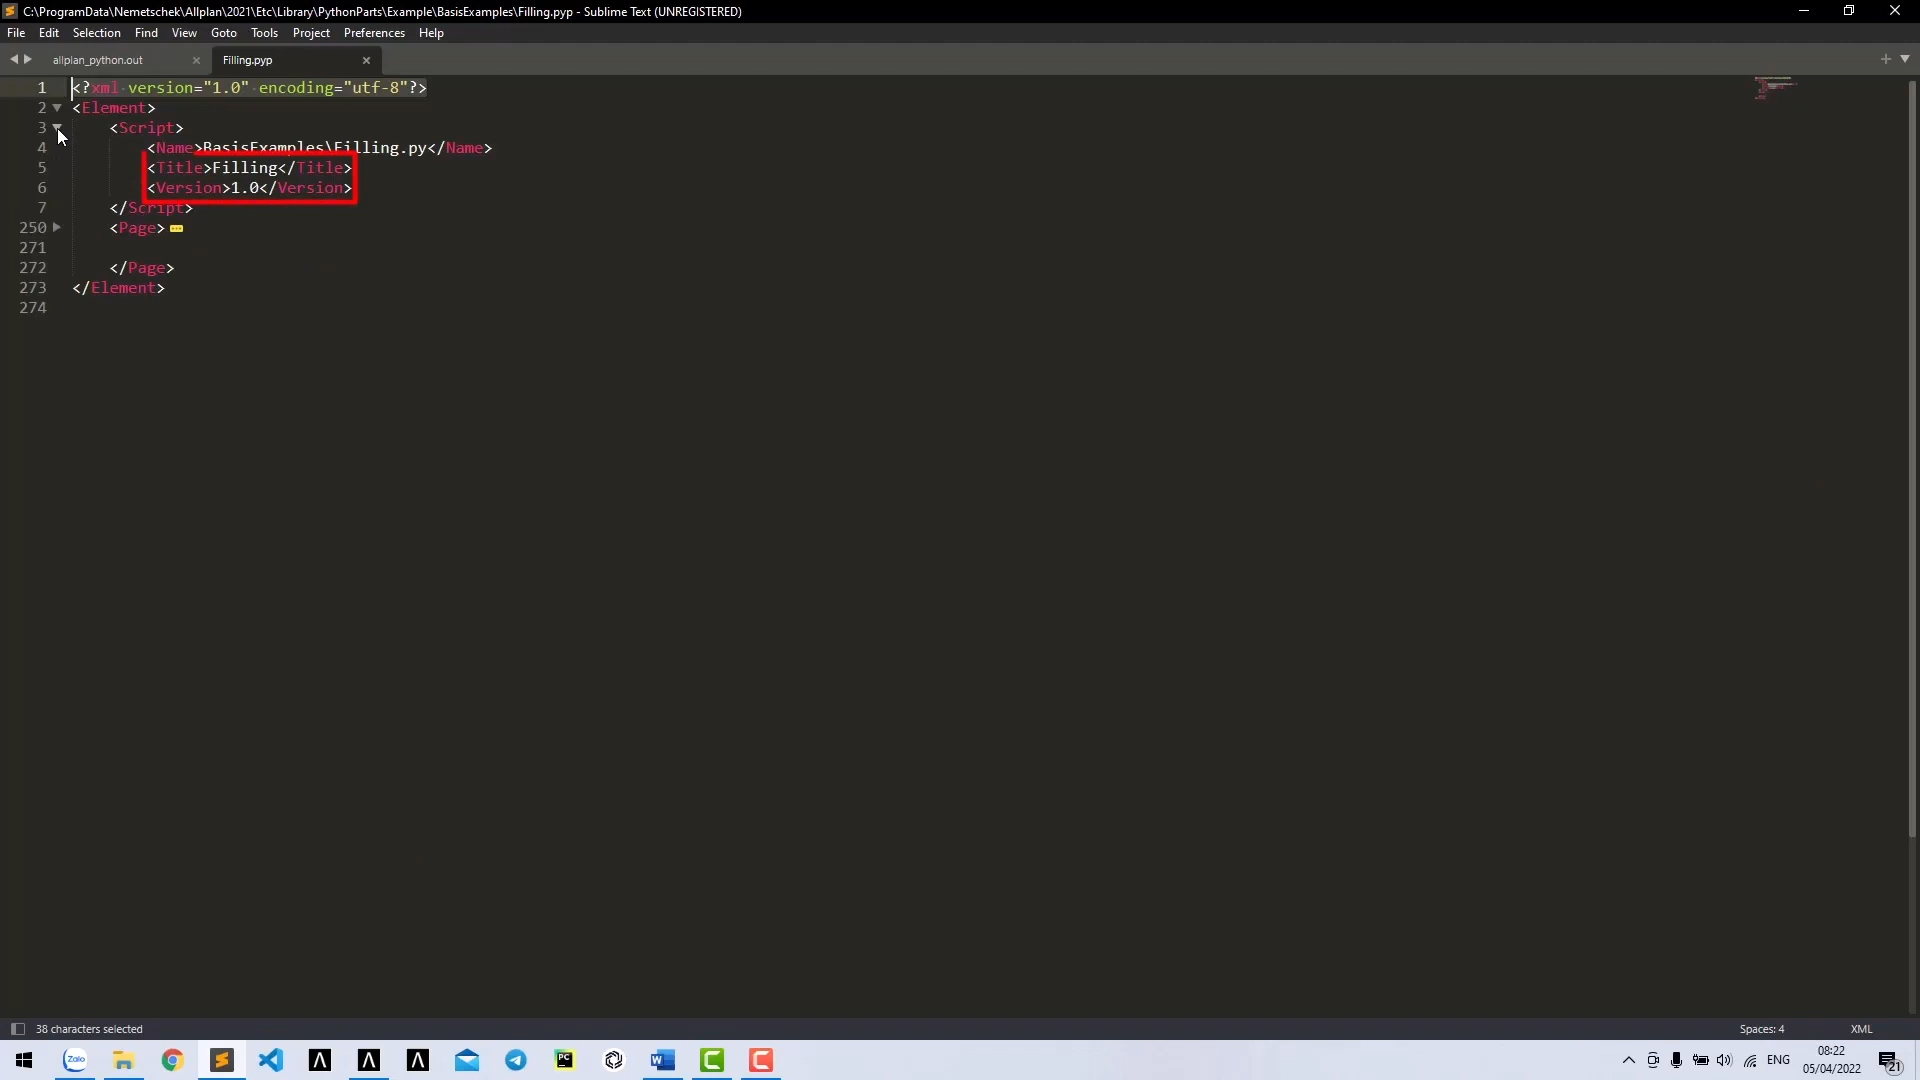 C:\ProgramData\Nemetschek\Allplan\2021\Etc\Library\PythonParts\Example\BasisExamples\Filling.pyp - Sublime Text (UNREGISTERED)
File Edit Selection Find View Goto Tools Project Preferences Help
allplan_python.out Filling.pyp
1 <?xml version="1.0" encoding="utf-8"?>
2 <Element>
3 <Script>
4 <Name>BasisExamples\Filling.py</Name>
5 <Title>Filling</Title>
6 <Version>1.0</Version>
7 </Script>
250 <Page>
271
272 </Page>
273 </Element>
274
38 characters selected Spaces: 4 XML
Zalo PC W ENG 08:22 21
05/04/2022